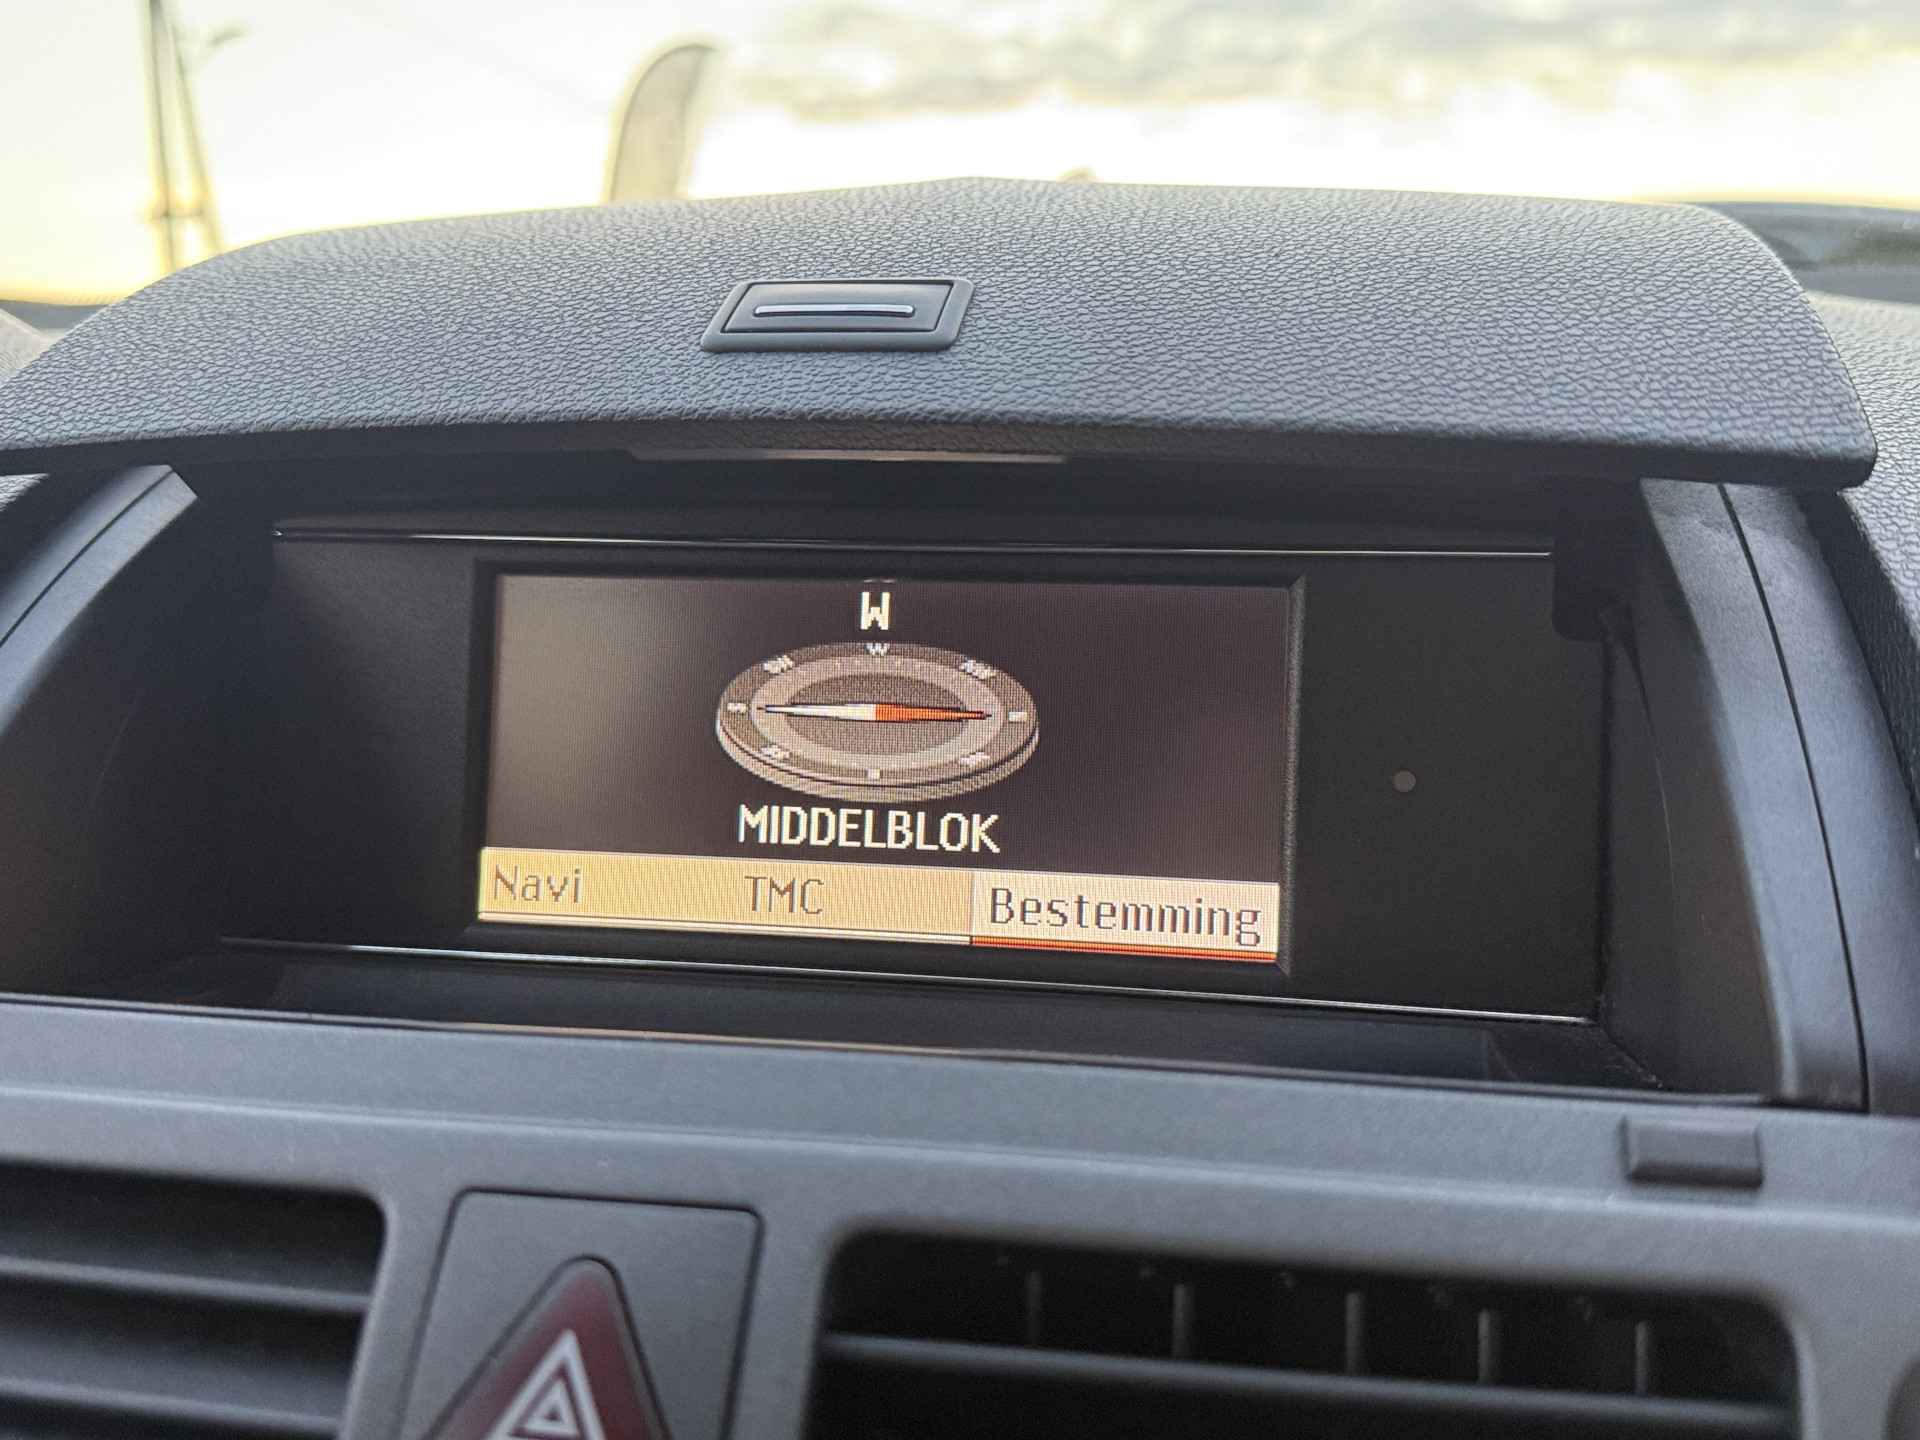 W
W
MIDDELBLOK
Navi TMC Bestemming